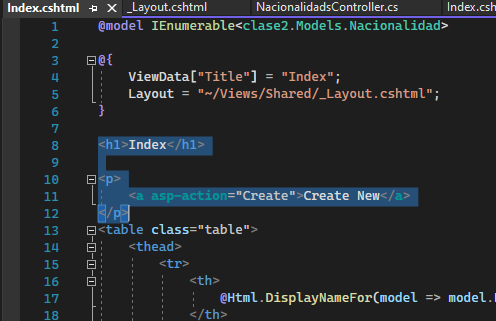 Index.cshtml
_Layout.cshtml
NacionalidadsController.cs
Index.csh
1 @model IEnumerable<clase2.Models.Nacionalidad>
2
3 @{
4 ViewData["Title"] = "Index";
5 Layout = "~/Views/Shared/_Layout.cshtml";
6 }
7
8 <h1>Index</h1>
9
10 <p>
11 <a asp-action="Create">Create New</a>
12 </p>
13 <table class="table">
14 <thead>
15 <tr>
16 <th>
17 @Html.DisplayNameFor(model => model.
18 </th>